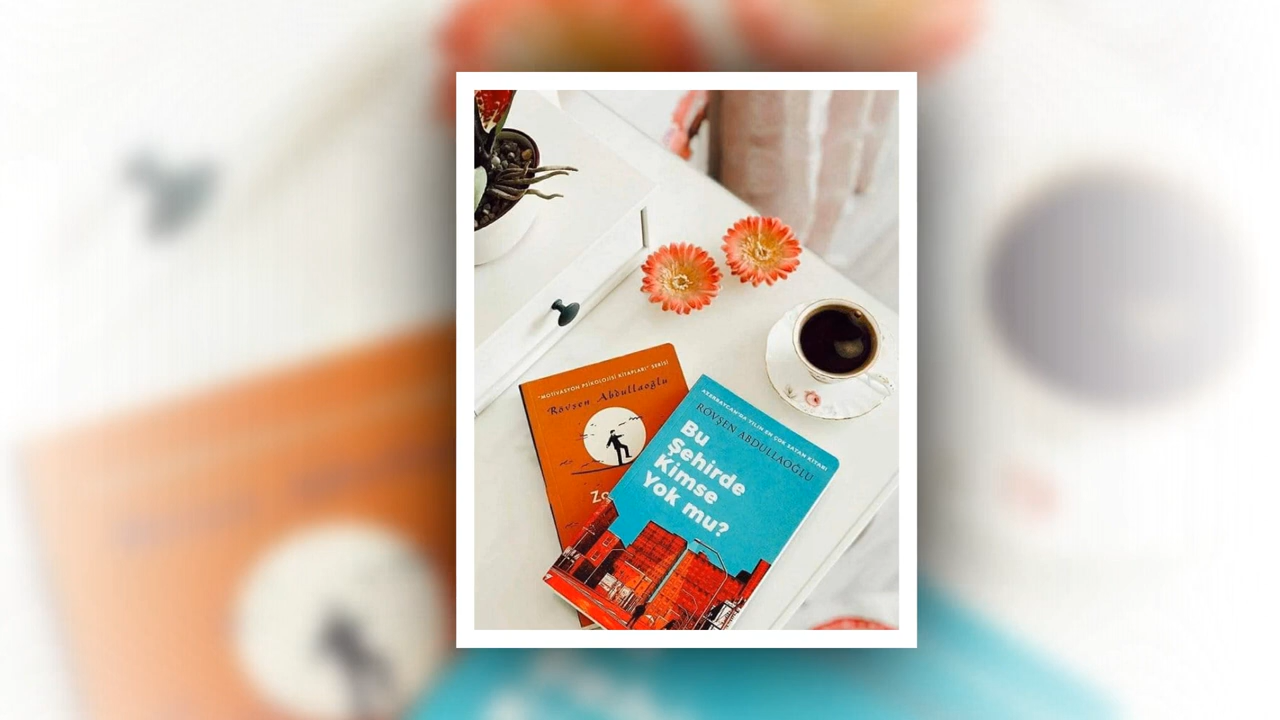 "MOTİVASYON PSİKOLOJİSİ KİTAPLARI" SERİSİ
Rövşen Abdullaoğlu
AZERBAYCAN'DA YILIN EN ÇOK SATAN KİTABI
RÖVŞEN ABDULLAOĞLU
Bu
Şehirde
Kimse
Yok mu?